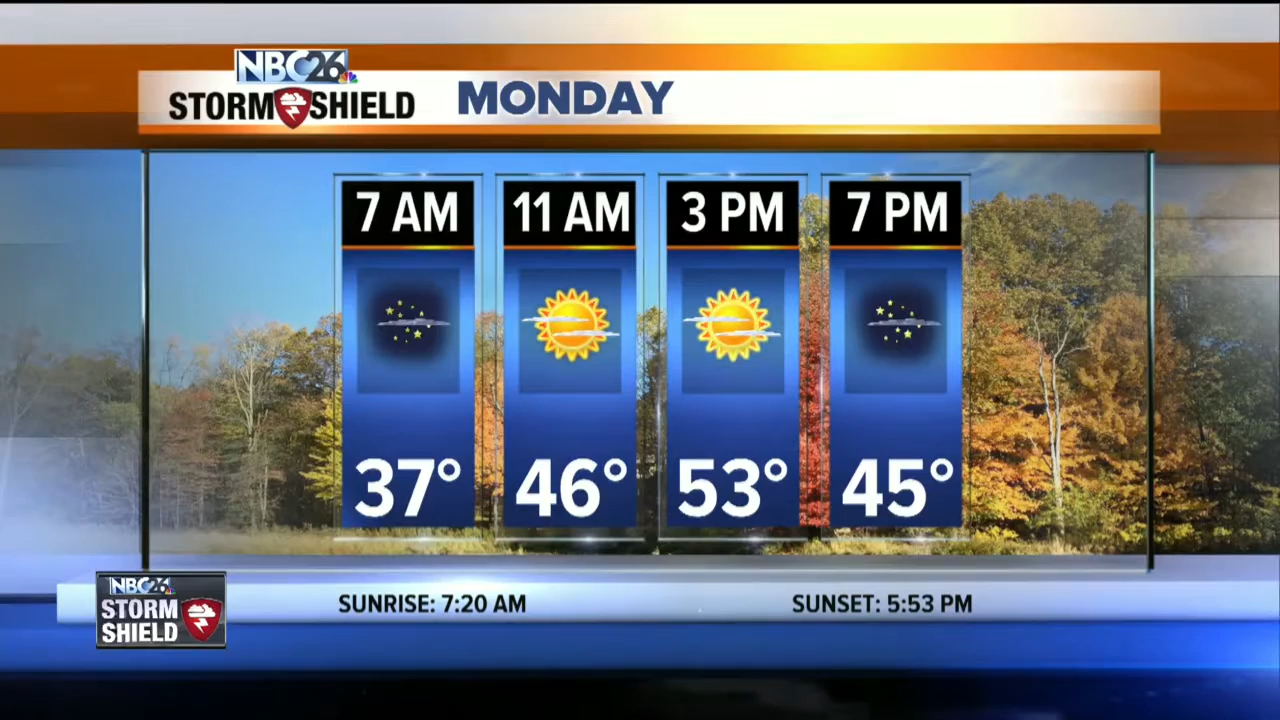 NBC26
STORM SHIELD
MONDAY
7 AM
11 AM
3 PM
7 PM
37°
46°
53°
45°
NBC26
STORM
SHIELD
SUNRISE: 7:20 AM
SUNSET: 5:53 PM